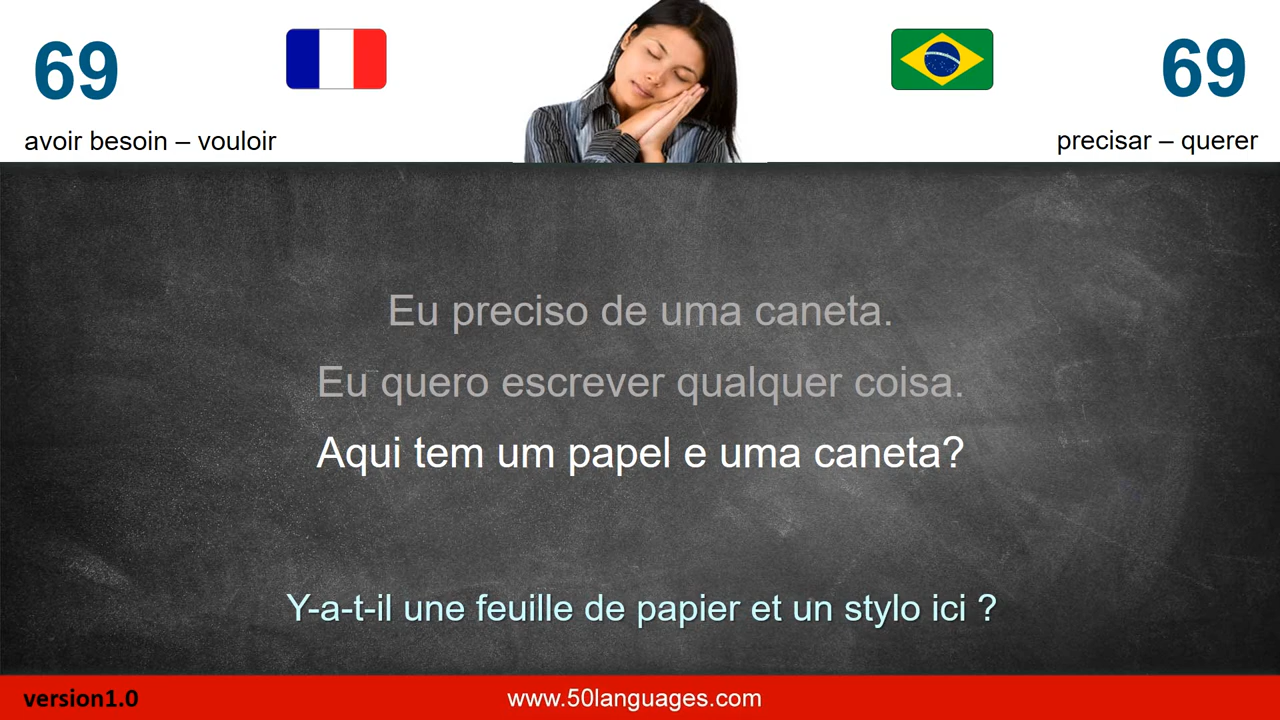 69
69
avoir besoin – vouloir
precisar – querer
Eu preciso de uma caneta.
Eu quero escrever qualquer coisa.
Aqui tem um papel e uma caneta?
Y-a-t-il une feuille de papier et un stylo ici ?
version1.0
www.50languages.com